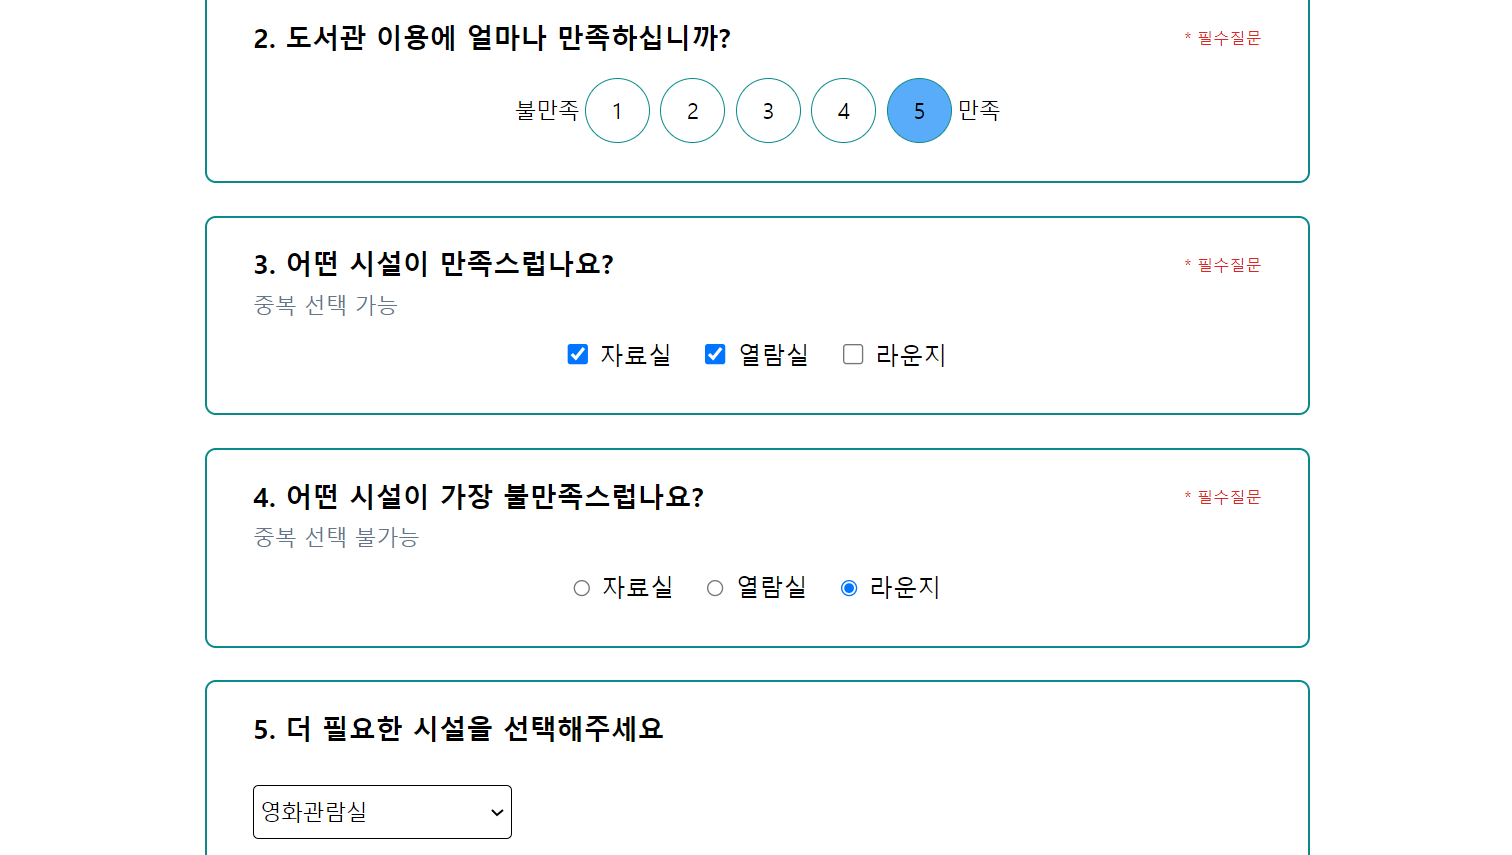 2. 도서관 이용에 얼마나 만족하십니까? * 필수질문
불만족 1 2 3 4 5 만족
3. 어떤 시설이 만족스럽나요? * 필수질문
중복 선택 가능
자료실 열람실 라운지
4. 어떤 시설이 가장 불만족스럽나요? * 필수질문
중복 선택 불가능
자료실 열람실 라운지
5. 더 필요한 시설을 선택해주세요
영화관람실